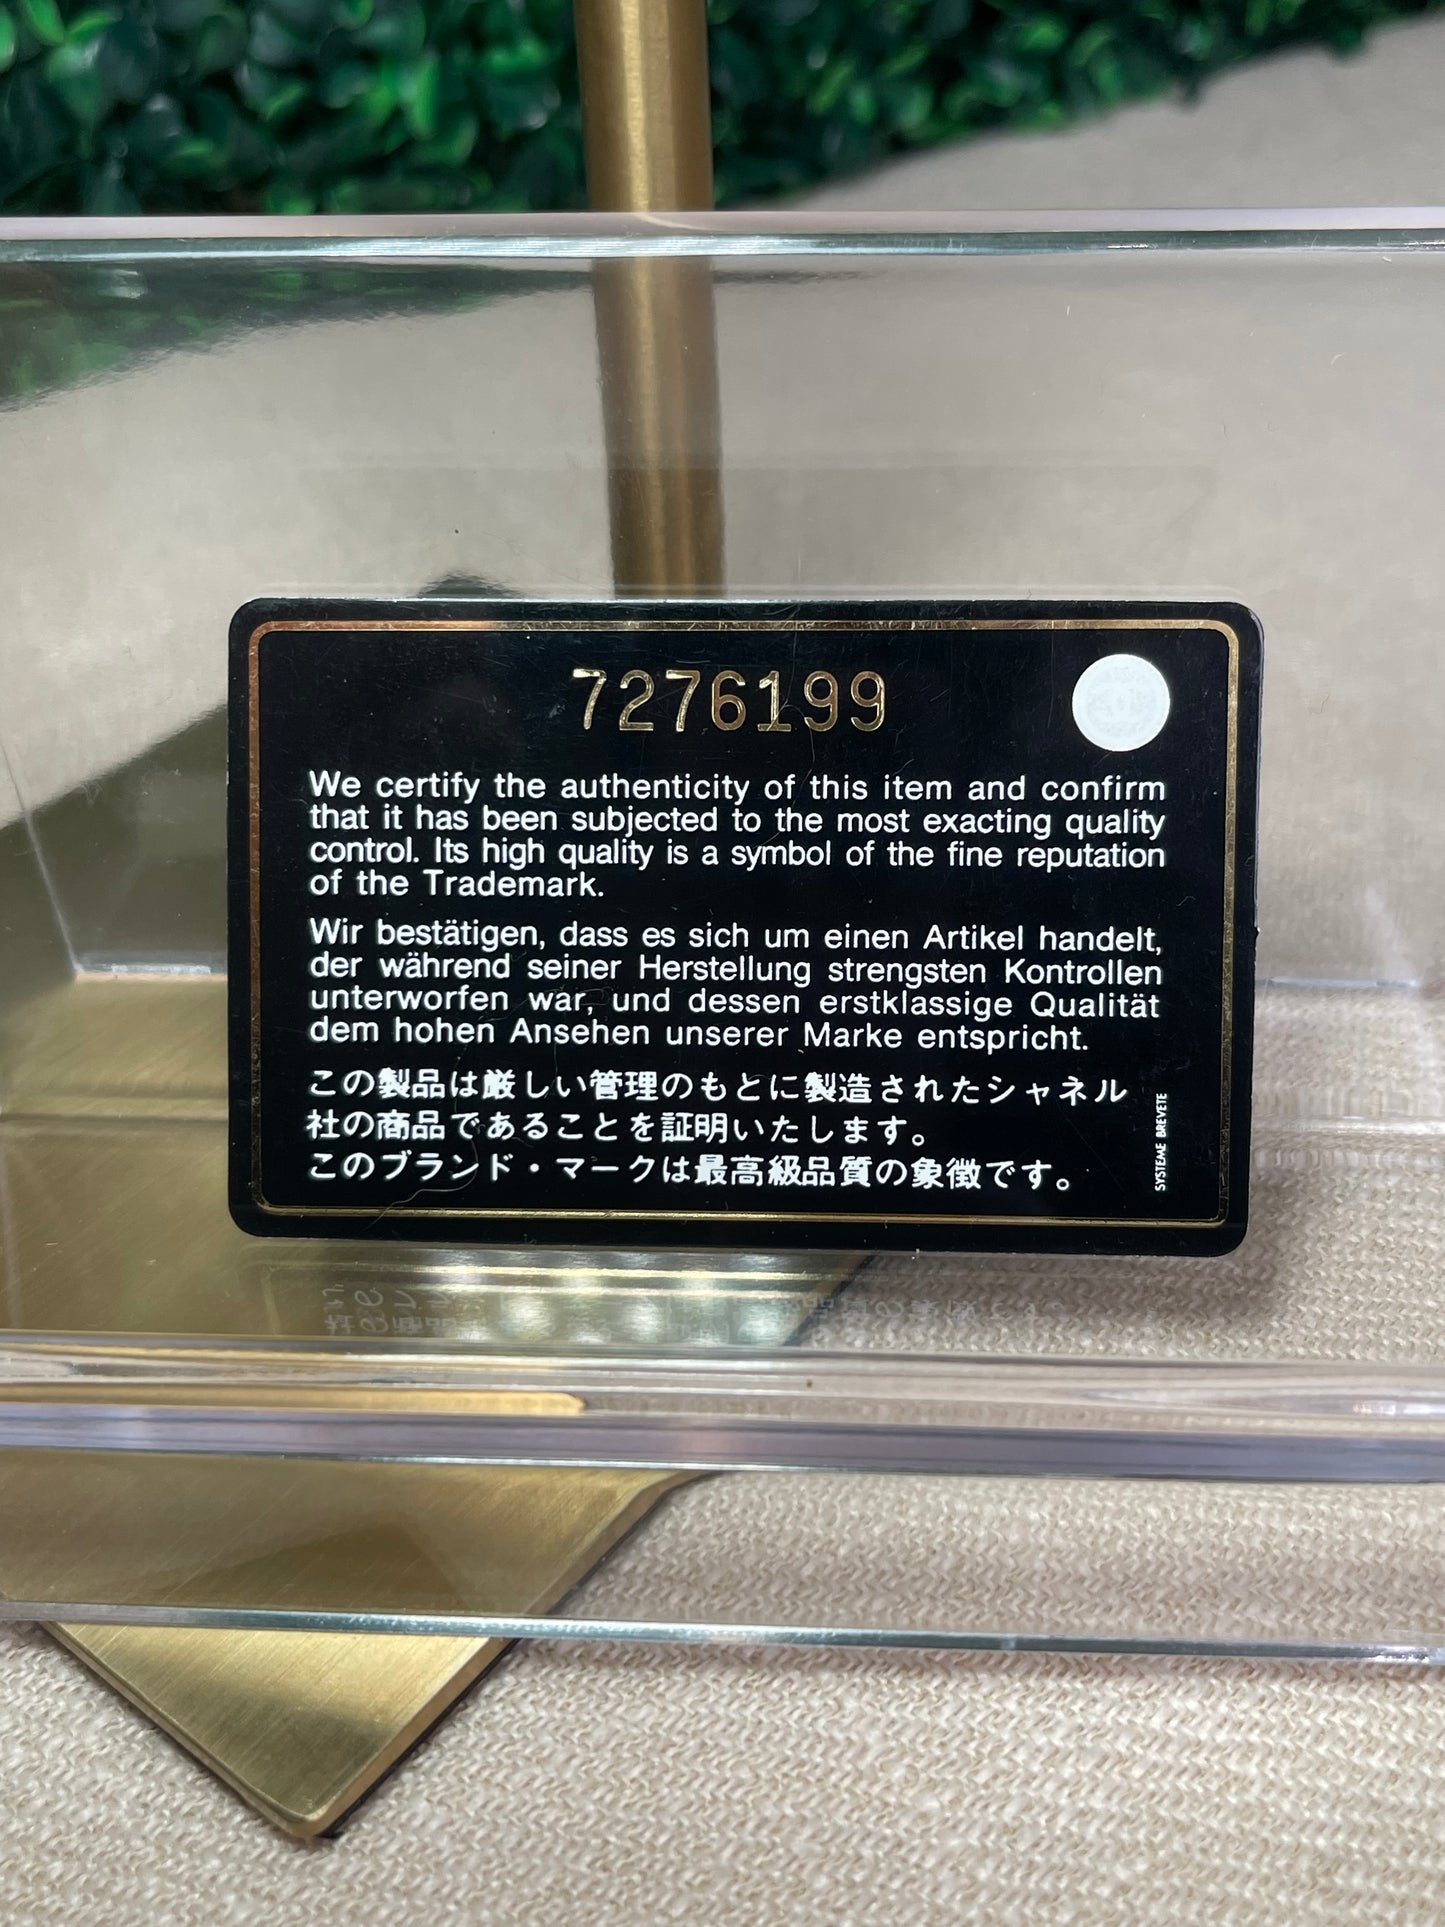 7276199
We certify the authenticity of this item and confirm
that it has been subjected to the most exacting quality
control. Its high quality is a symbol of the fine reputation
of the Trademark.
Wir bestätigen, dass es sich um einen Artikel handelt,
der während seiner Herstellung strengsten Kontrollen
unterworfen war, und dessen erstklassige Qualität
dem hohen Ansehen unserer Marke entspricht.
この製品は厳しい管理のもとに製造されたシャネル
社の商品であることを証明いたします。
このブランド・マークは最高級品質の象徴です。
SYSTEME BREVETE